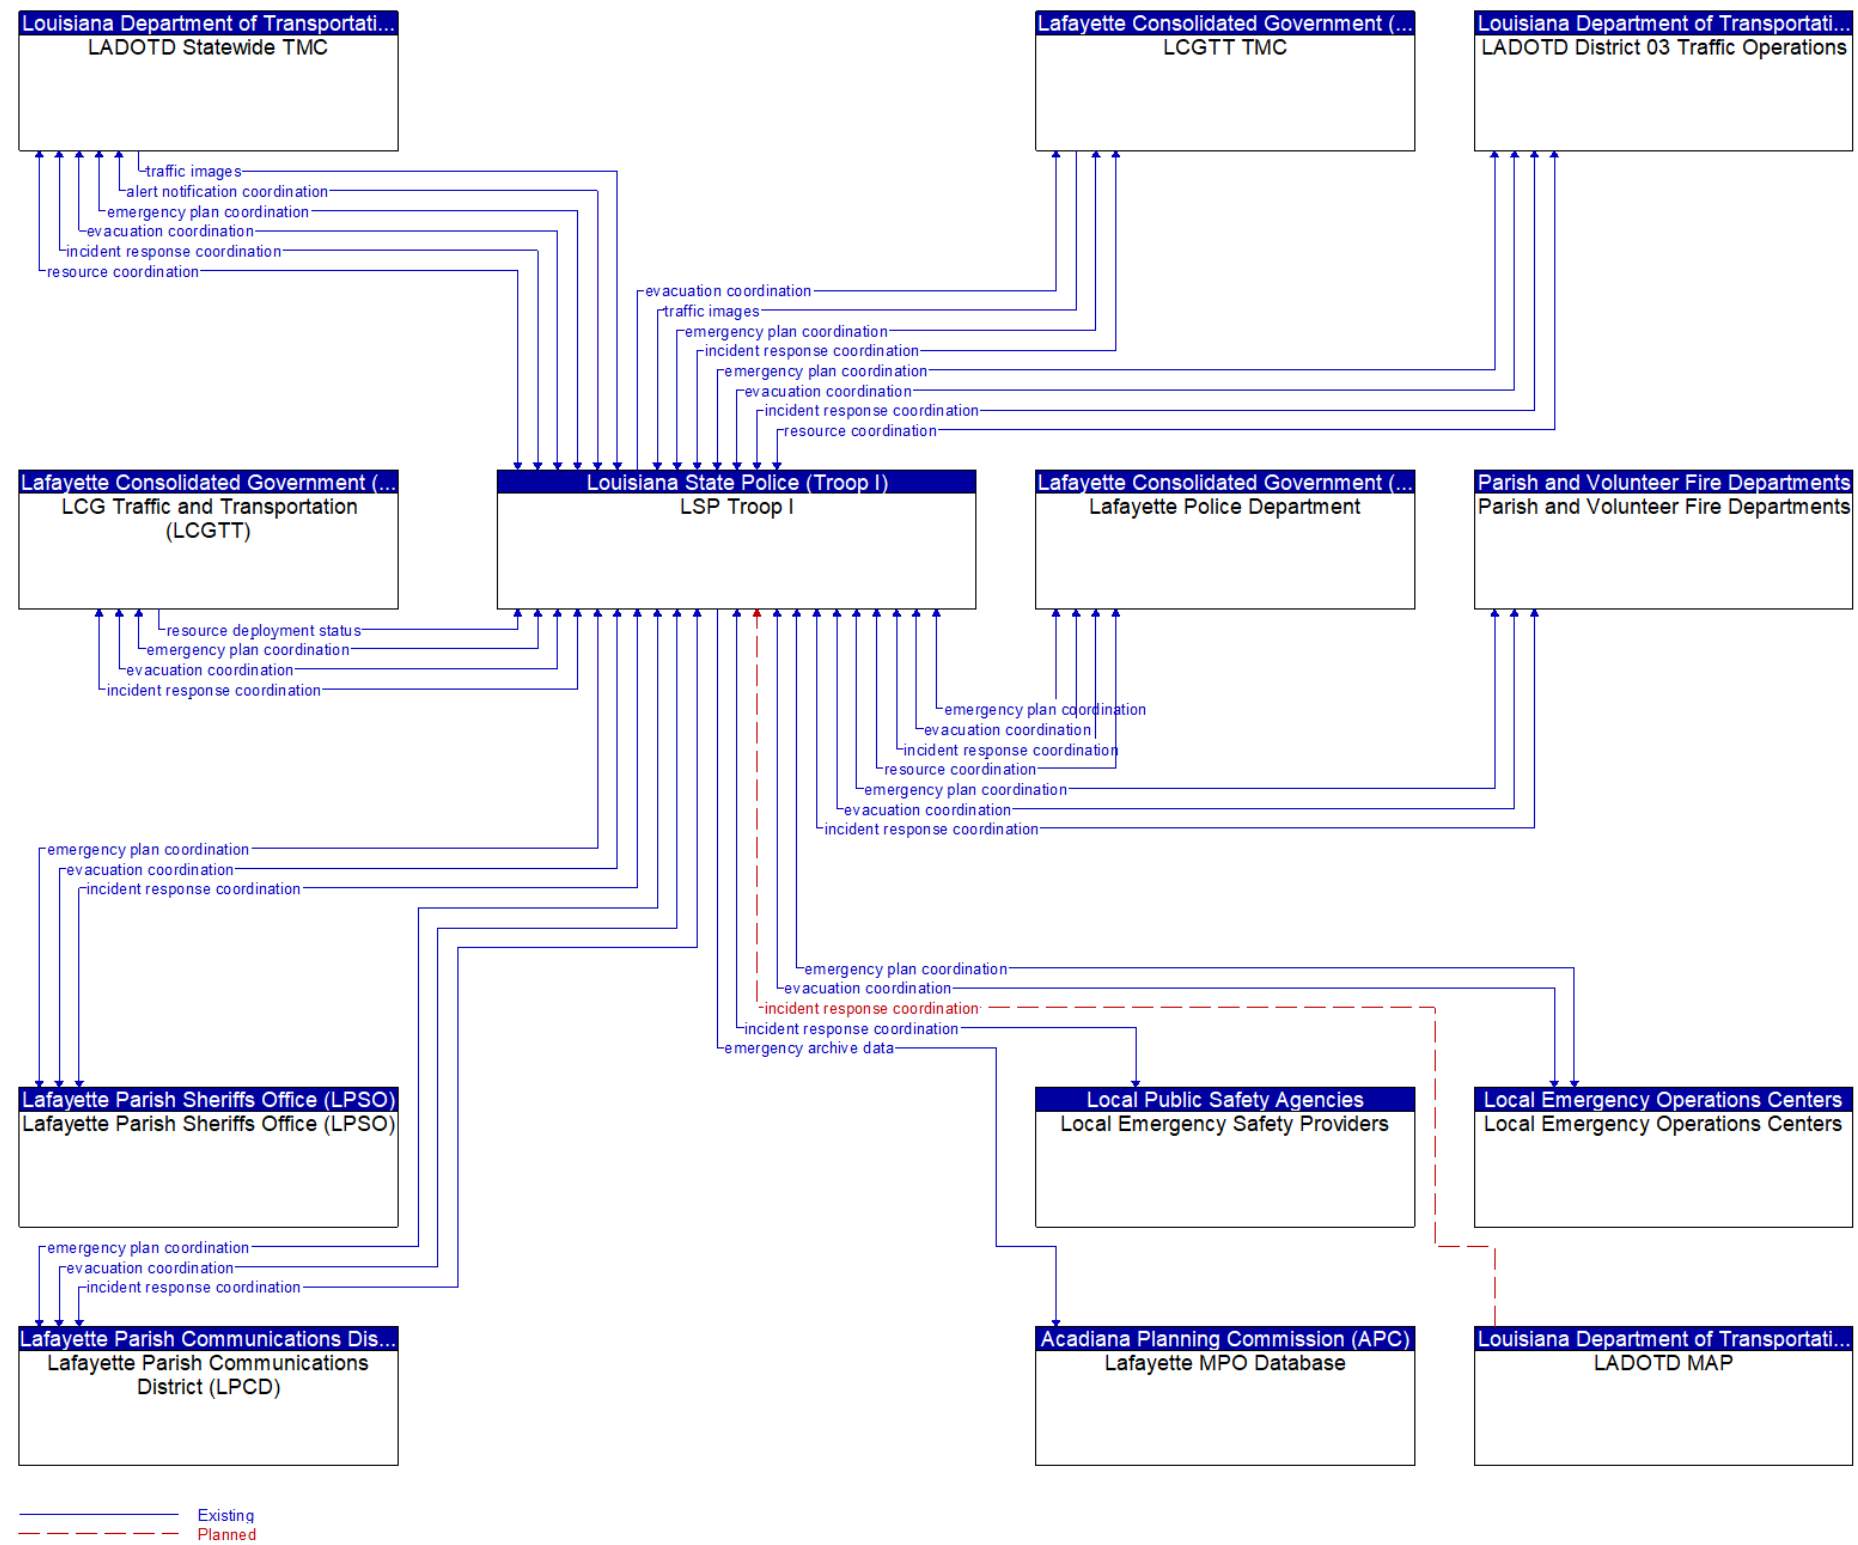 Louisiana Department of Transportati...
LADOTD Statewide TMC
Lafayette Consolidated Government (...
LCGTT TMC
Louisiana Department of Transportati...
LADOTD District 03 Traffic Operations
traffic images
alert notification coordination
emergency plan coordination
evacuation coordination
incident response coordination
resource coordination
evacuation coordination
traffic images
emergency plan coordination
incident response coordination
emergency plan coordination
evacuation coordination
incident response coordination
resource coordination
Lafayette Consolidated Government (...
LCG Traffic and Transportation
(LCGTT)
Louisiana State Police (Troop I)
LSP Troop I
Lafayette Consolidated Government (...
Lafayette Police Department
Parish and Volunteer Fire Departments
Parish and Volunteer Fire Departments
resource deployment status
emergency plan coordination
evacuation coordination
incident response coordination
emergency plan coordination
evacuation coordination
incident response coordination
resource coordination
emergency plan coordination
evacuation coordination
incident response coordination
emergency plan coordination
evacuation coordination
incident response coordination
emergency plan coordination
evacuation coordination
incident response coordination
incident response coordination
emergency archive data
Lafayette Parish Sheriffs Office (LPSO)
Lafayette Parish Sheriffs Office (LPSO)
Local Public Safety Agencies
Local Emergency Safety Providers
Local Emergency Operations Centers
Local Emergency Operations Centers
emergency plan coordination
evacuation coordination
incident response coordination
Lafayette Parish Communications Dis...
Lafayette Parish Communications
District (LPCD)
Acadiana Planning Commission (APC)
Lafayette MPO Database
Louisiana Department of Transportati...
LADOTD MAP
Existing
Planned